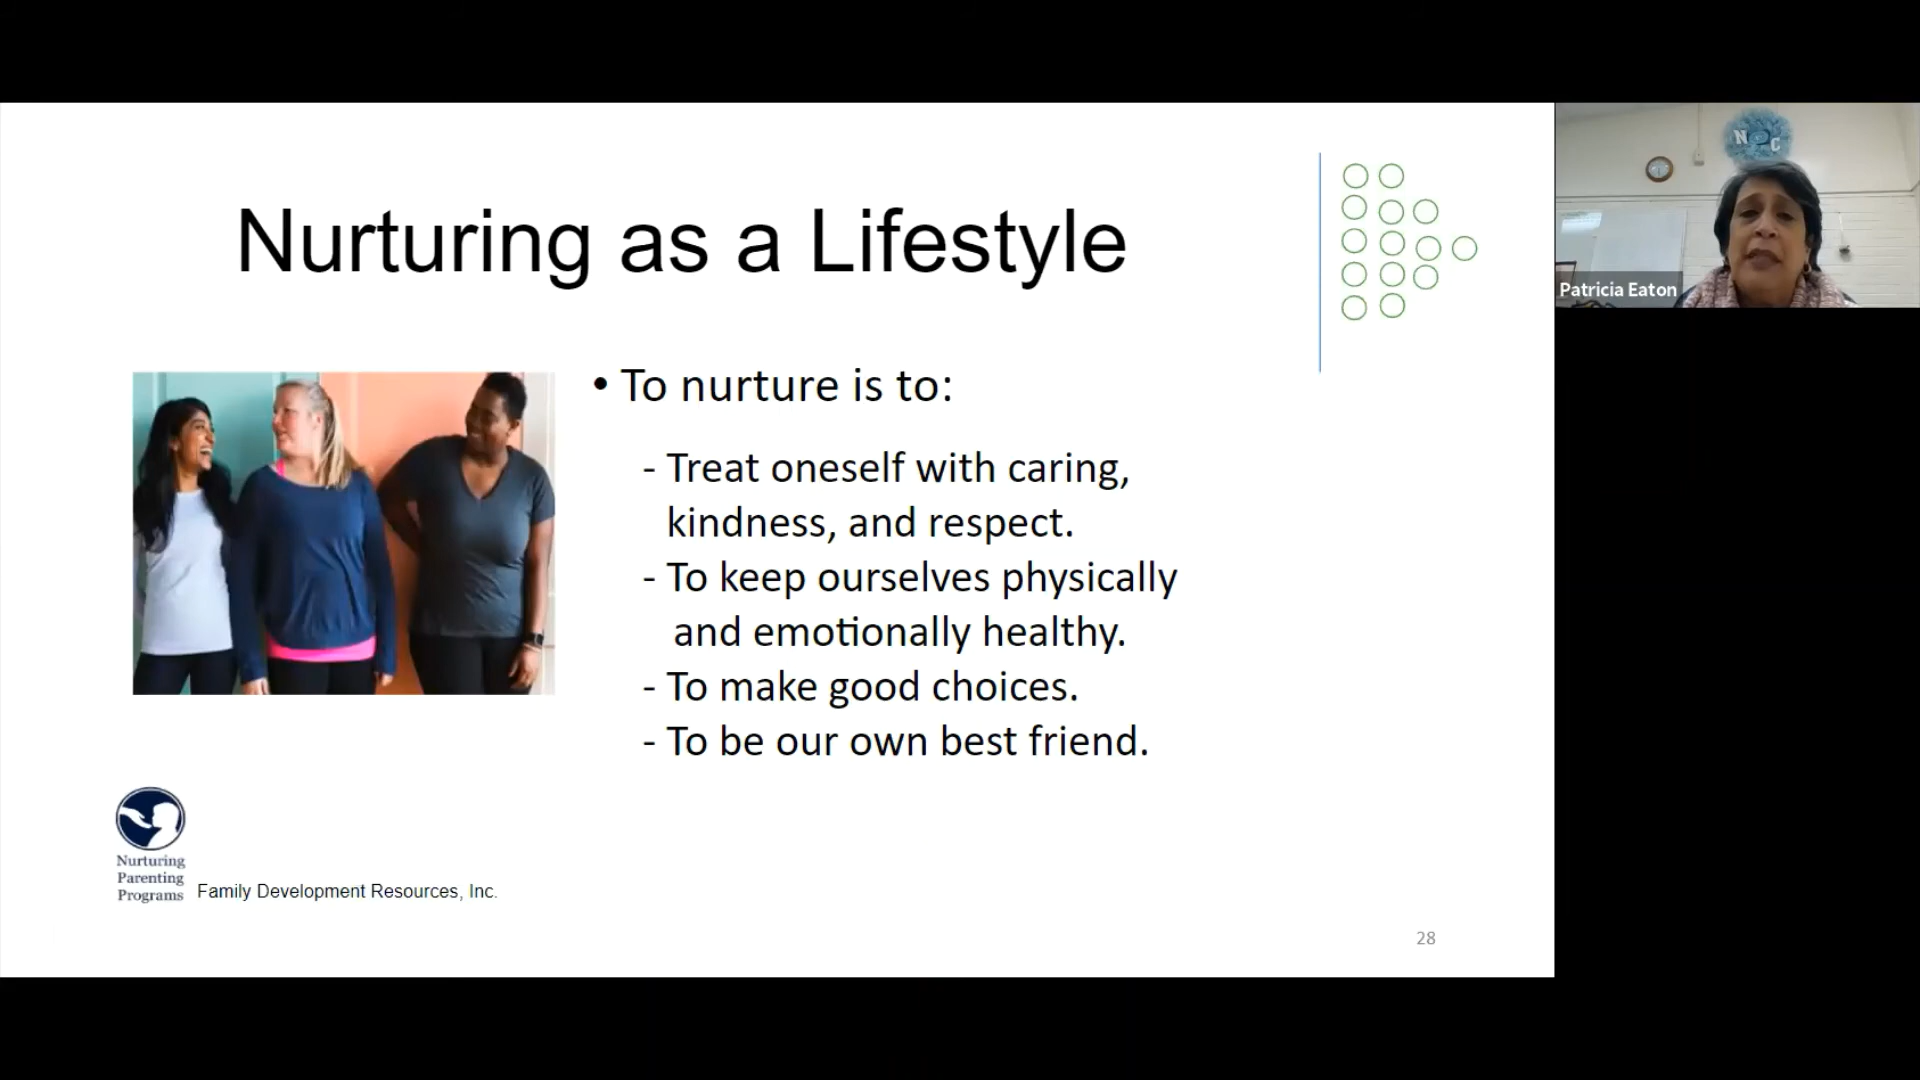 Nurturing as a Lifestyle
• To nurture is to:
- Treat oneself with caring,
kindness, and respect.
- To keep ourselves physically
and emotionally healthy.
- To make good choices.
- To be our own best friend.
Nurturing
Parenting
Programs
Family Development Resources, Inc.
28
N C
Patricia Eaton